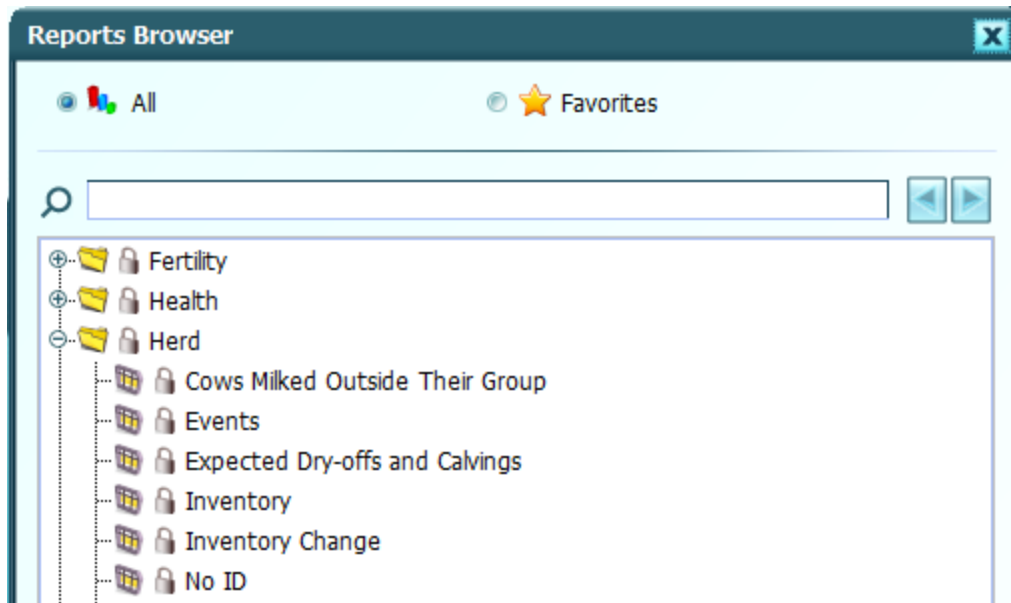 Reports Browser
All
Favorites
Fertility
Health
Herd
Cows Milked Outside Their Group
Events
Expected Dry-offs and Calvings
Inventory
Inventory Change
No ID